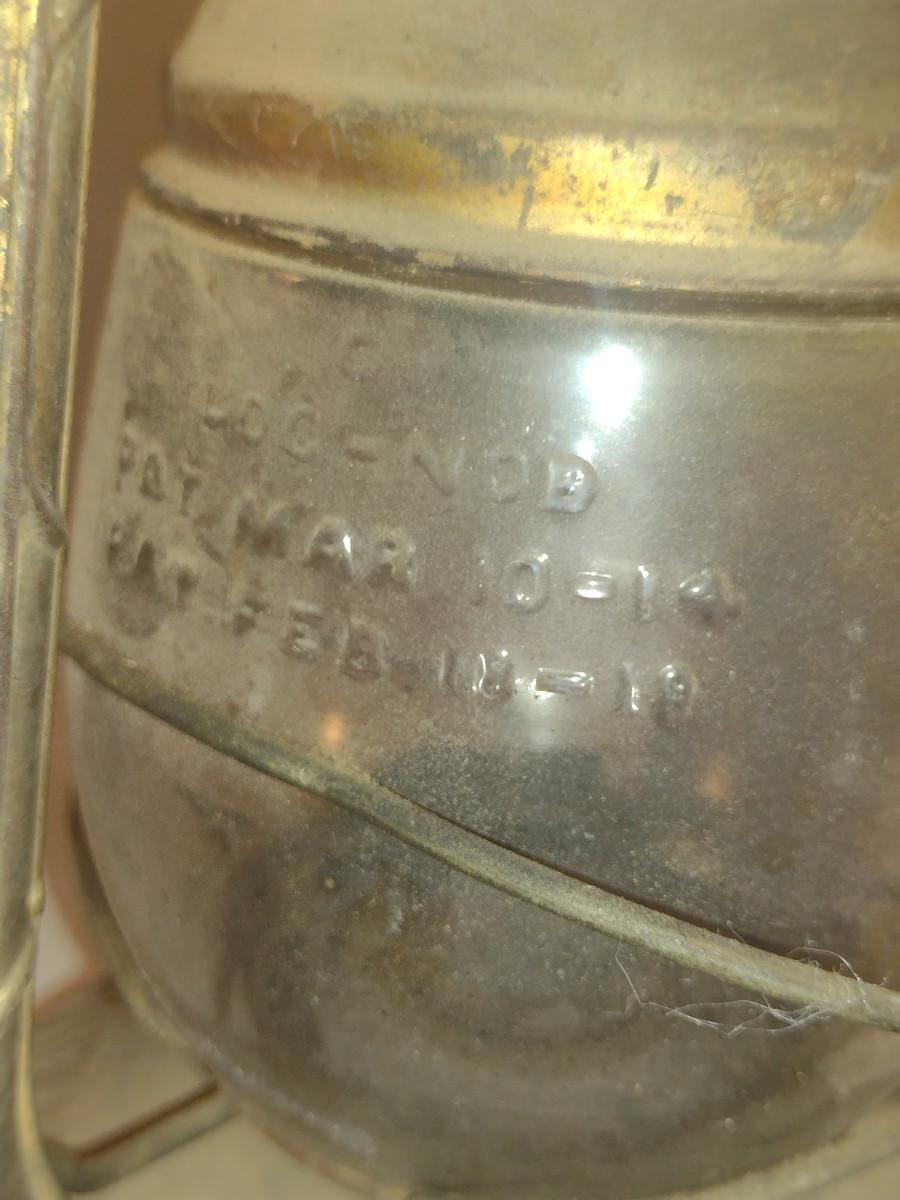 C
LOC-NOB
PAT. MAR 10-14
PAT. FEB. 18-19